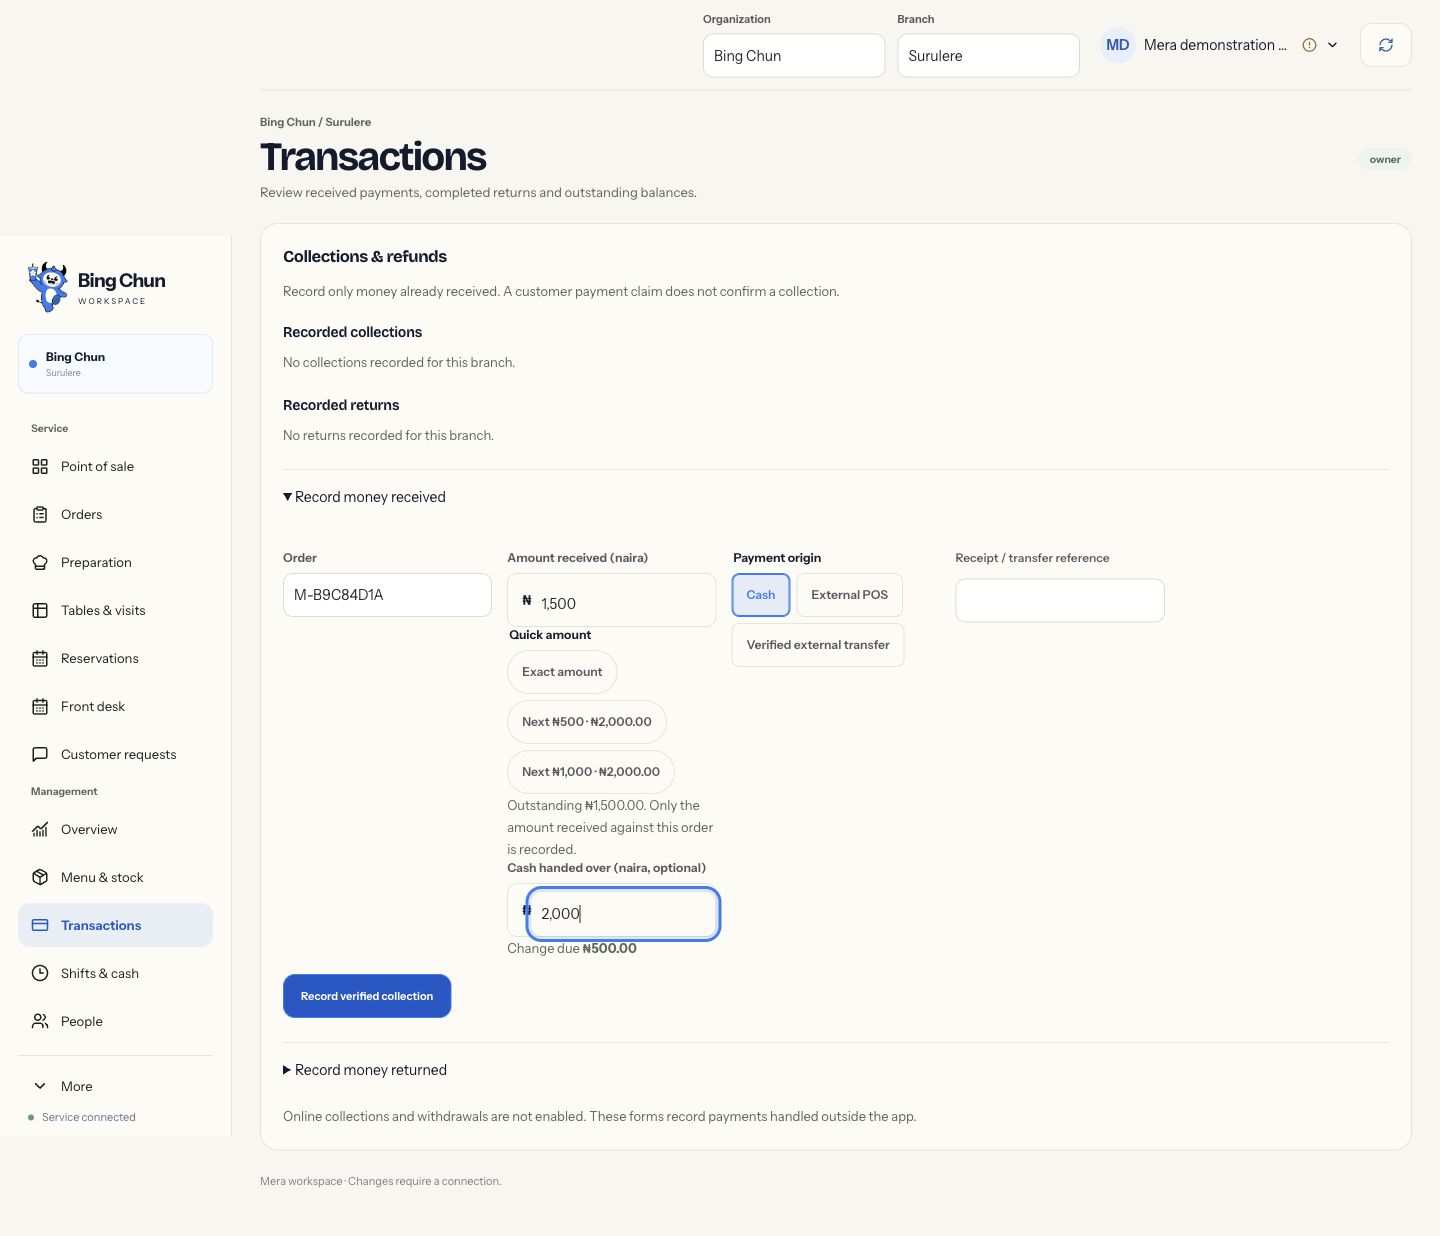 Organization
Branch
Bing Chun
Surulere
MD
Mera demonstration ...
Bing Chun / Surulere
Transactions
owner
Review received payments, completed returns and outstanding balances.
Bing Chun
WORKSPACE
Bing Chun
Surulere
Service
Point of sale
Orders
Preparation
Tables & visits
Reservations
Front desk
Customer requests
Management
Overview
Menu & stock
Transactions
Shifts & cash
People
More
Service connected
Collections & refunds
Record only money already received. A customer payment claim does not confirm a collection.
Recorded collections
No collections recorded for this branch.
Recorded returns
No returns recorded for this branch.
Record money received
Order
M-B9C84D1A
Amount received (naira)
₦ 1,500
Quick amount
Exact amount
Next ₦500 · ₦2,000.00
Next ₦1,000 · ₦2,000.00
Outstanding ₦1,500.00. Only the
amount received against this order
is recorded.
Cash handed over (naira, optional)
₦ 2,000
Change due ₦500.00
Payment origin
Cash
External POS
Verified external transfer
Receipt / transfer reference
Record verified collection
Record money returned
Online collections and withdrawals are not enabled. These forms record payments handled outside the app.
Mera workspace · Changes require a connection.